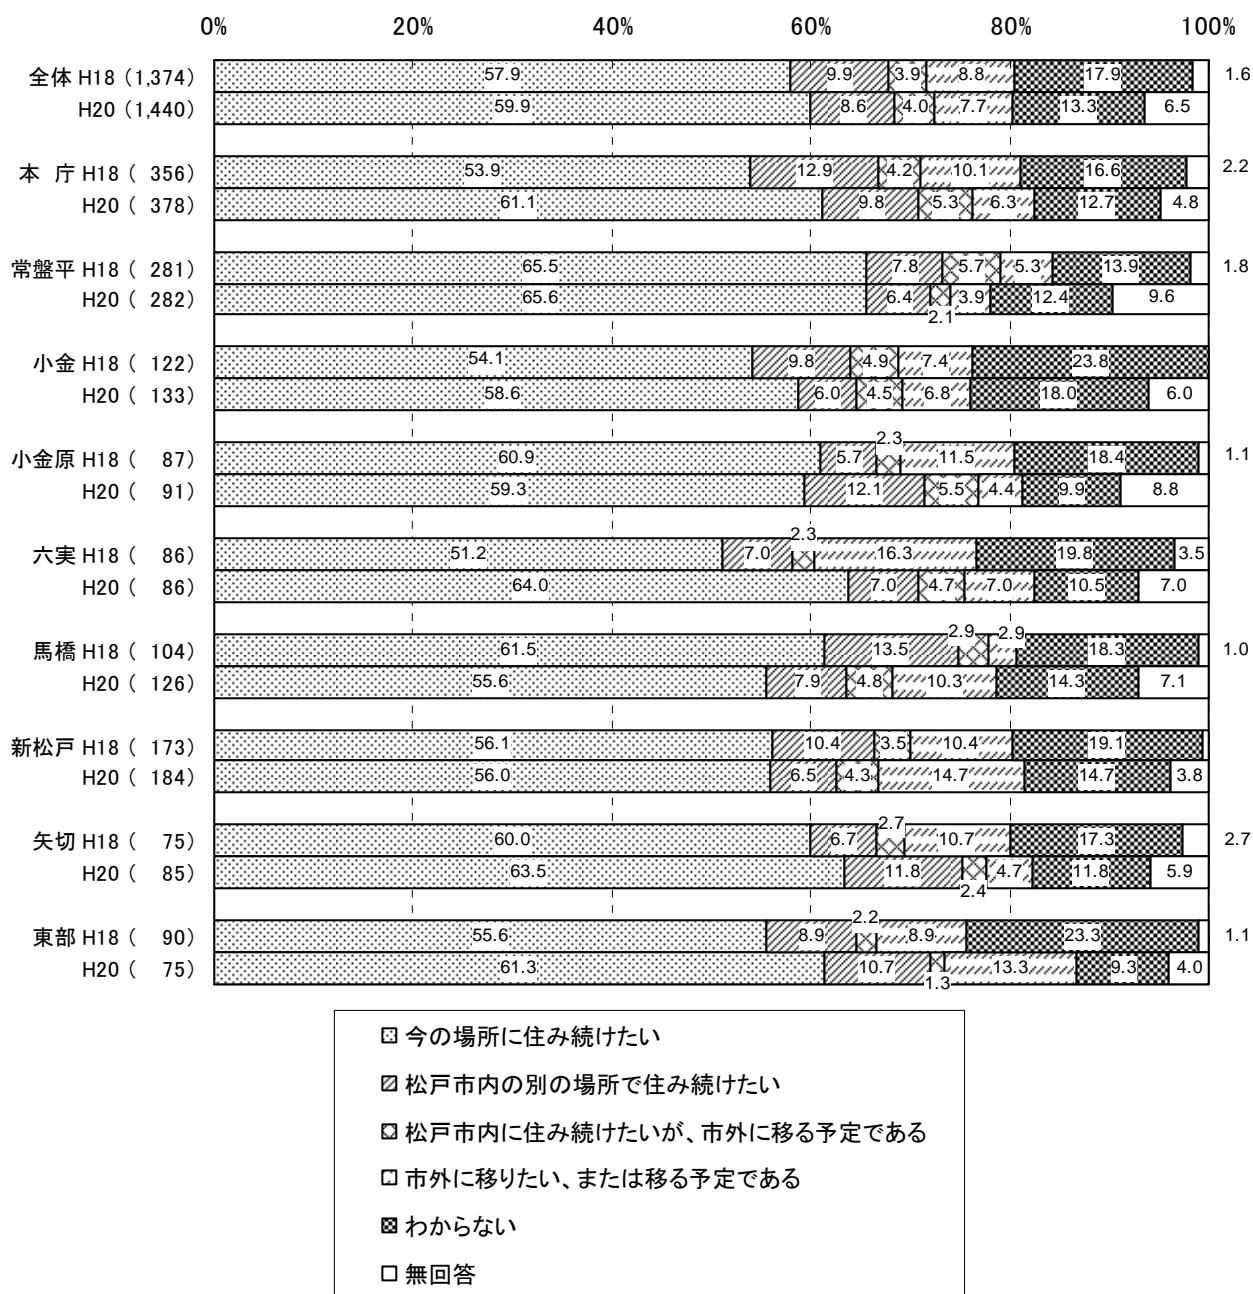 0% 20% 40% 60% 80% 100%
全体 H18 (1,374) 57.9 9.9 3.9 8.8 17.9 1.6
H20 (1,440) 59.9 8.6 4.0 7.7 13.3 6.5
本 庁 H18 ( 356) 53.9 12.9 4.2 10.1 16.6 2.2
H20 ( 378) 61.1 9.8 5.3 6.3 12.7 4.8
常盤平 H18 ( 281) 65.5 7.8 5.7 5.3 13.9 1.8
H20 ( 282) 65.6 6.4 2.1 3.9 12.4 9.6
小金 H18 ( 122) 54.1 9.8 4.9 7.4 23.8
H20 ( 133) 58.6 6.0 4.5 6.8 18.0 6.0
小金原 H18 ( 87) 60.9 5.7 2.3 11.5 18.4 1.1
H20 ( 91) 59.3 12.1 5.5 4.4 9.9 8.8
六実 H18 ( 86) 51.2 7.0 2.3 16.3 19.8 3.5
H20 ( 86) 64.0 7.0 4.7 7.0 10.5 7.0
馬橋 H18 ( 104) 61.5 13.5 2.9 2.9 18.3 1.0
H20 ( 126) 55.6 7.9 4.8 10.3 14.3 7.1
新松戸 H18 ( 173) 56.1 10.4 3.5 10.4 19.1
H20 ( 184) 56.0 6.5 4.3 14.7 14.7 3.8
矢切 H18 ( 75) 60.0 6.7 2.7 10.7 17.3 2.7
H20 ( 85) 63.5 11.8 2.4 4.7 11.8 5.9
東部 H18 ( 90) 55.6 8.9 2.2 8.9 23.3 1.1
H20 ( 75) 61.3 10.7 1.3 13.3 9.3 4.0
今の場所に住み続けたい
松戸市内の別の場所で住み続けたい
松戸市内に住み続けたいが、市外に移る予定である
市外に移りたい、または移る予定である
わからない
無回答